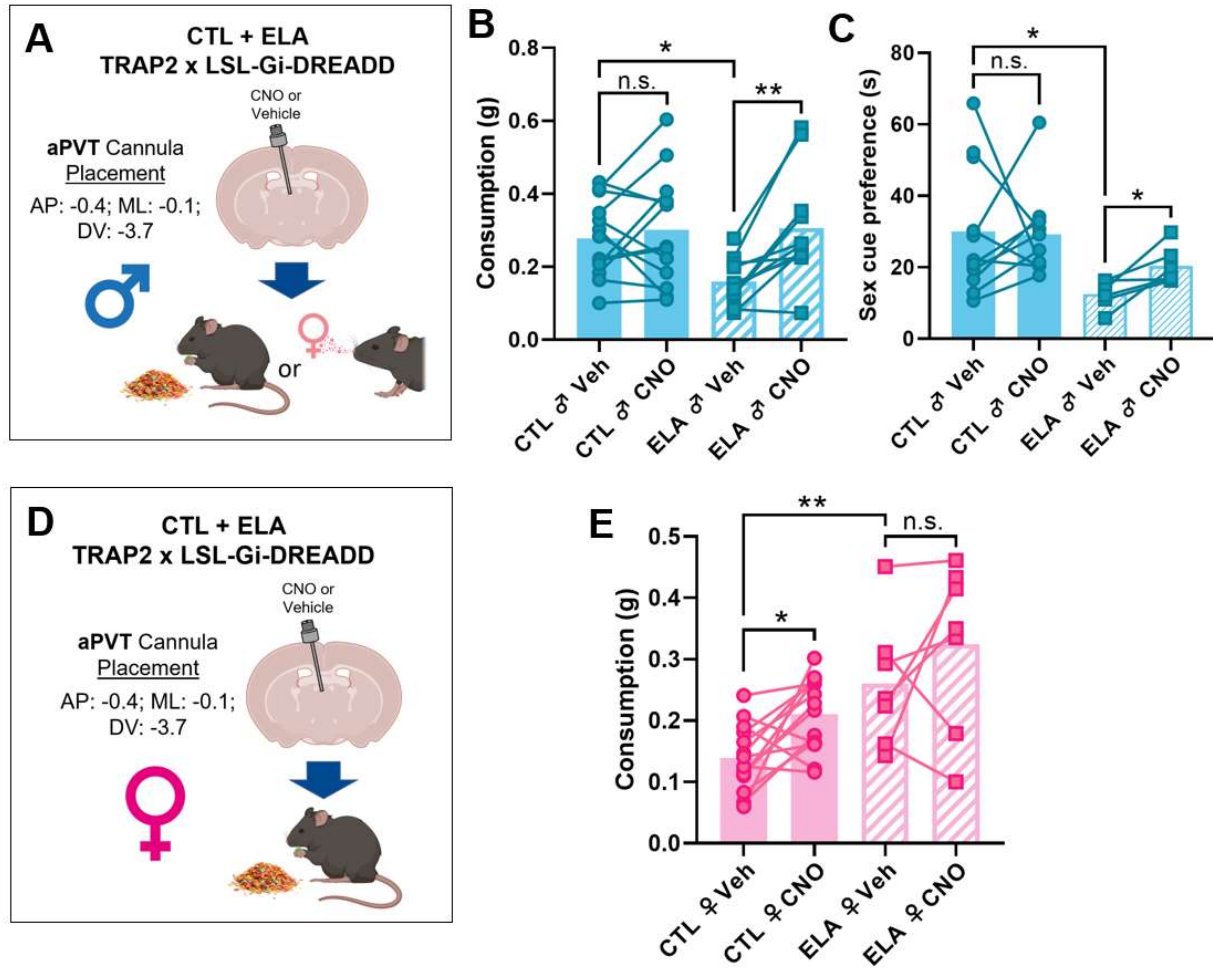 A
CTL + ELA
TRAP2 x LSL-Gi-DREADD
CNO or
Vehicle
aPVT Cannula
Placement
AP: -0.4; ML: -0.1;
DV: -3.7
or
B
Consumption (g)
0.8
0.6
0.4
0.2
0.0
*
n.s.
**
CTL ♂ Veh
CTL ♂ CNO
ELA ♂ Veh
ELA ♂ CNO
C
Sex cue preference (s)
80
60
40
20
0
*
n.s.
*
CTL ♂ Veh
CTL ♂ CNO
ELA ♂ Veh
ELA ♂ CNO
D
CTL + ELA
TRAP2 x LSL-Gi-DREADD
CNO or
Vehicle
aPVT Cannula
Placement
AP: -0.4; ML: -0.1;
DV: -3.7
E
Consumption (g)
0.5
0.4
0.3
0.2
0.1
0.0
**
n.s.
*
CTL ♀ Veh
CTL ♀ CNO
ELA ♀ Veh
ELA ♀ CNO